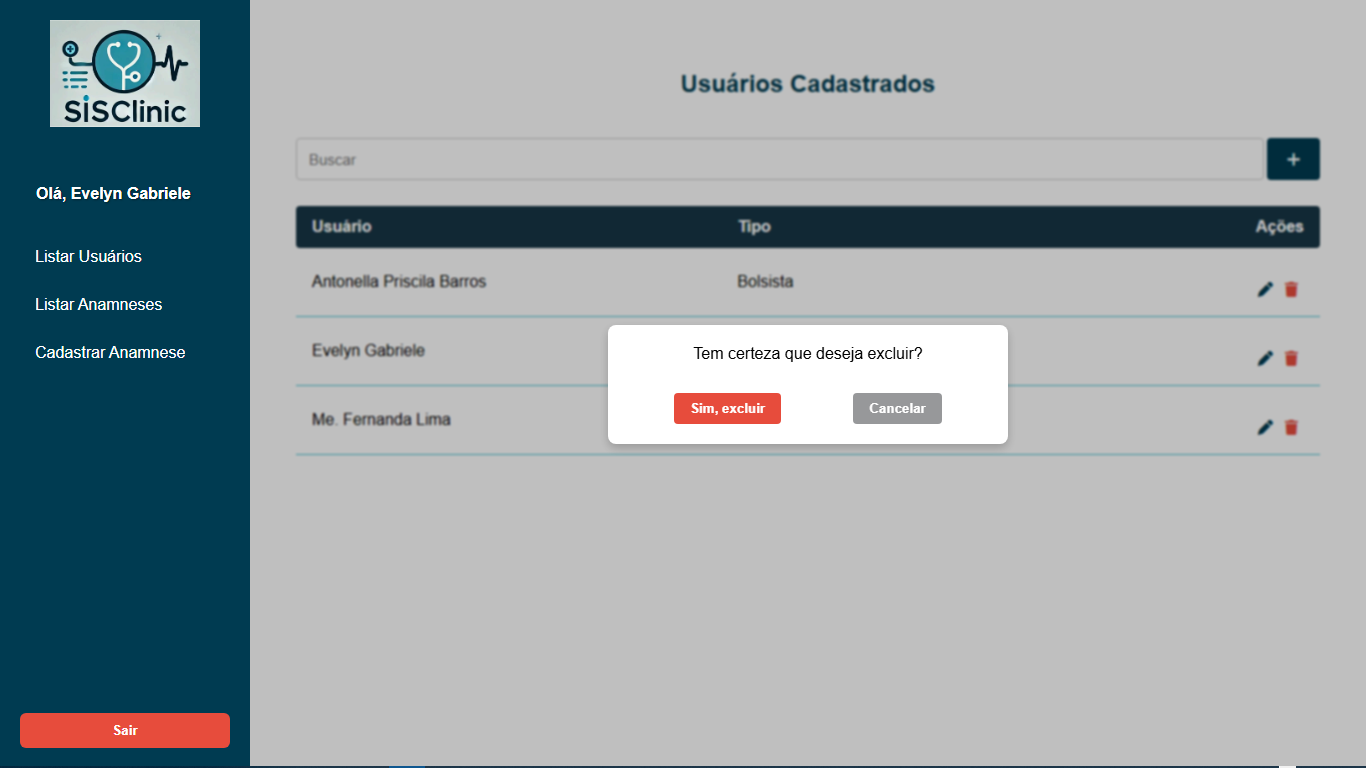 SiSClinic
Olá, Evelyn Gabriele
Listar Usuários
Listar Anamneses
Cadastrar Anamnese
Sair
Usuários Cadastrados
Buscar
+
Usuário Tipo Ações
Antonella Priscila Barros Bolsista
Evelyn Gabriele
Me. Fernanda Lima
Tem certeza que deseja excluir?
Sim, excluir Cancelar